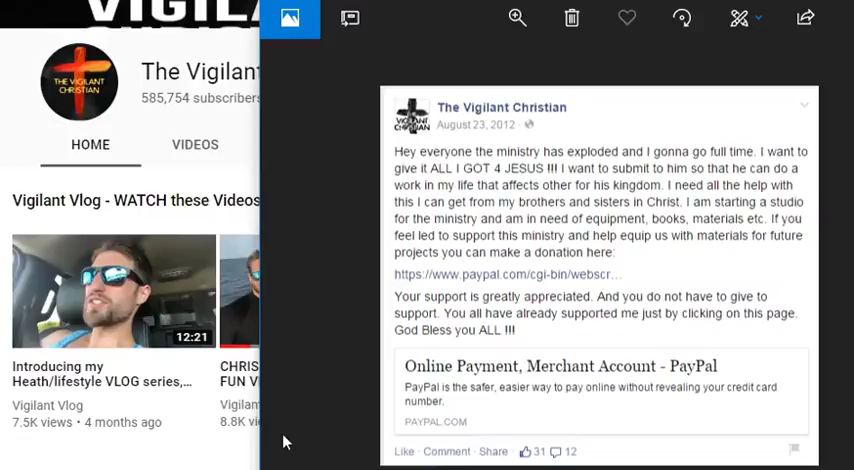 VIGIL
THE VIGILANT
CHRISTIAN
The Vigilant
585,754 subscribers
HOME
VIDEOS
Vigilant Vlog - WATCH these Videos
12:21
Introducing my
Heath/lifestyle VLOG series,...
Vigilant Vlog
7.5K views • 4 months ago
CHRIS
FUN V
Vigilan
8.8K v
The Vigilant Christian
August 23, 2012
Hey everyone the ministry has exploded and I gonna go full time. I want to
give it ALL I GOT 4 JESUS !!! I want to submit to him so that he can do a
work in my life that affects other for his kingdom. I need all the help with
this I can get from my brothers and sisters in Christ. I am starting a studio
for the ministry and am in need of equipment, books, materials etc. If you
feel led to support this ministry and help equip us with materials for future
projects you can make a donation here:
https://www.paypal.com/cgi-bin/webscr...
Your support is greatly appreciated. And you do not have to give to
support. You all have already supported me just by clicking on this page.
God Bless you ALL !!!
Online Payment, Merchant Account - PayPal
PayPal is the safer, easier way to pay online without revealing your credit card
number.
PAYPAL.COM
Like · Comment · Share · 31 12